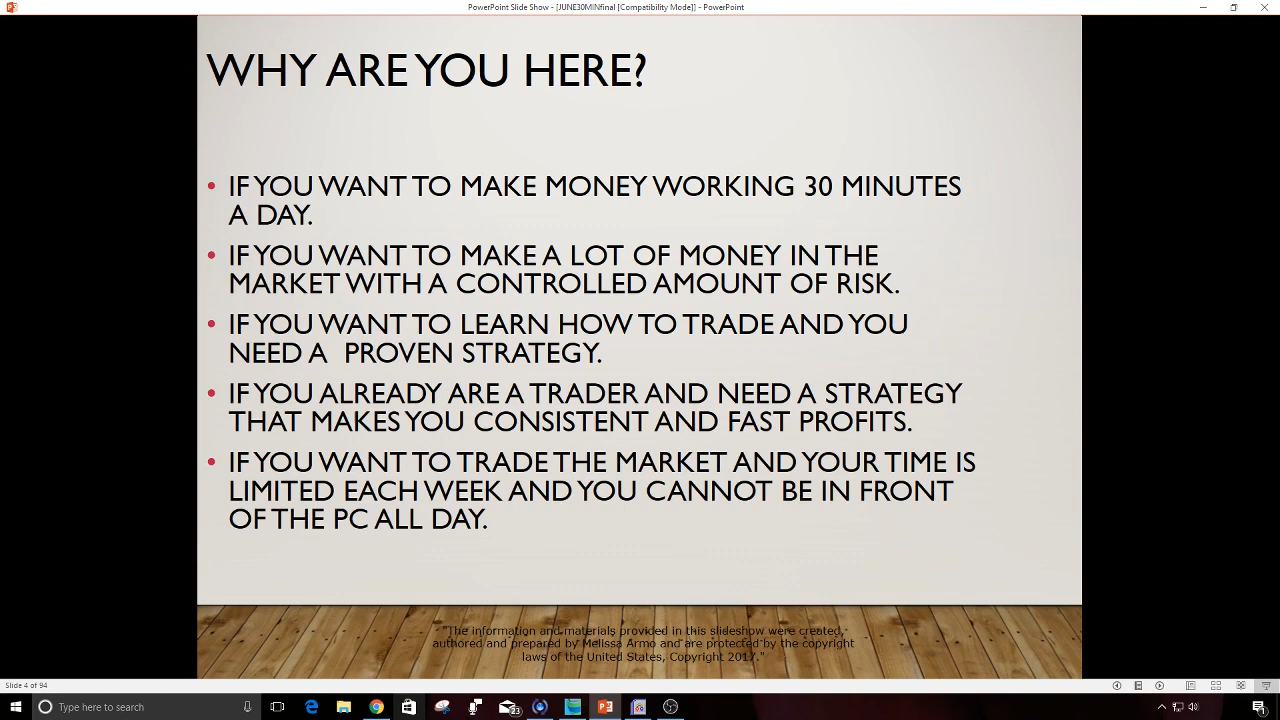 PowerPoint Slide Show - [JUNE30MINfinal [Compatibility Mode]] - PowerPoint
WHY ARE YOU HERE?
• IF YOU WANT TO MAKE MONEY WORKING 30 MINUTES
A DAY.
• IF YOU WANT TO MAKE A LOT OF MONEY IN THE
MARKET WITH A CONTROLLED AMOUNT OF RISK.
• IF YOU WANT TO LEARN HOW TO TRADE AND YOU
NEED A PROVEN STRATEGY.
• IF YOU ALREADY ARE A TRADER AND NEED A STRATEGY
THAT MAKES YOU CONSISTENT AND FAST PROFITS.
• IF YOU WANT TO TRADE THE MARKET AND YOUR TIME IS
LIMITED EACH WEEK AND YOU CANNOT BE IN FRONT
OF THE PC ALL DAY.
"The information and materials provided in this slideshow were created,
authored and prepared by Melissa Armo and are protected by the copyright
laws of the United States, Copyright 2017."
Slide 4 of 94
Type here to search
23